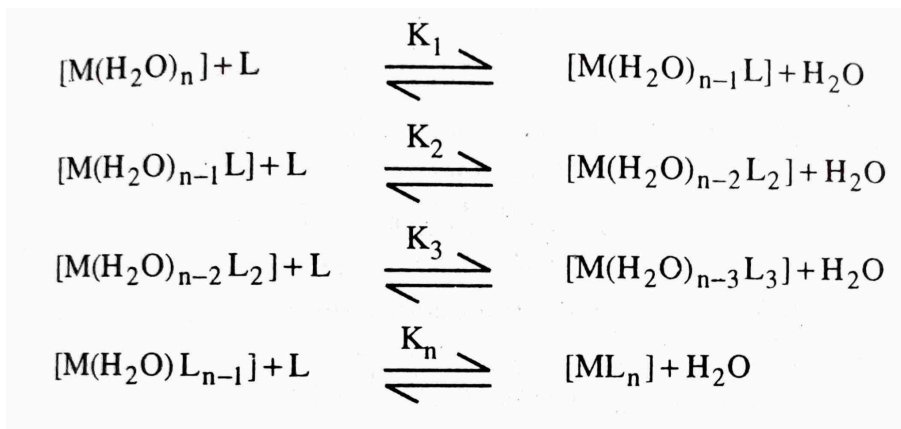 [M(H₂O)ₙ]+L ⇌ K₁ [M(H₂O)ₙ₋₁L]+H₂O
[M(H₂O)ₙ₋₁L]+L ⇌ K₂ [M(H₂O)ₙ₋₂L₂]+H₂O
[M(H₂O)ₙ₋₂L₂]+L ⇌ K₃ [M(H₂O)ₙ₋₃L₃]+H₂O
[M(H₂O)Lₙ₋₁]+L ⇌ Kₙ [MLₙ]+H₂O